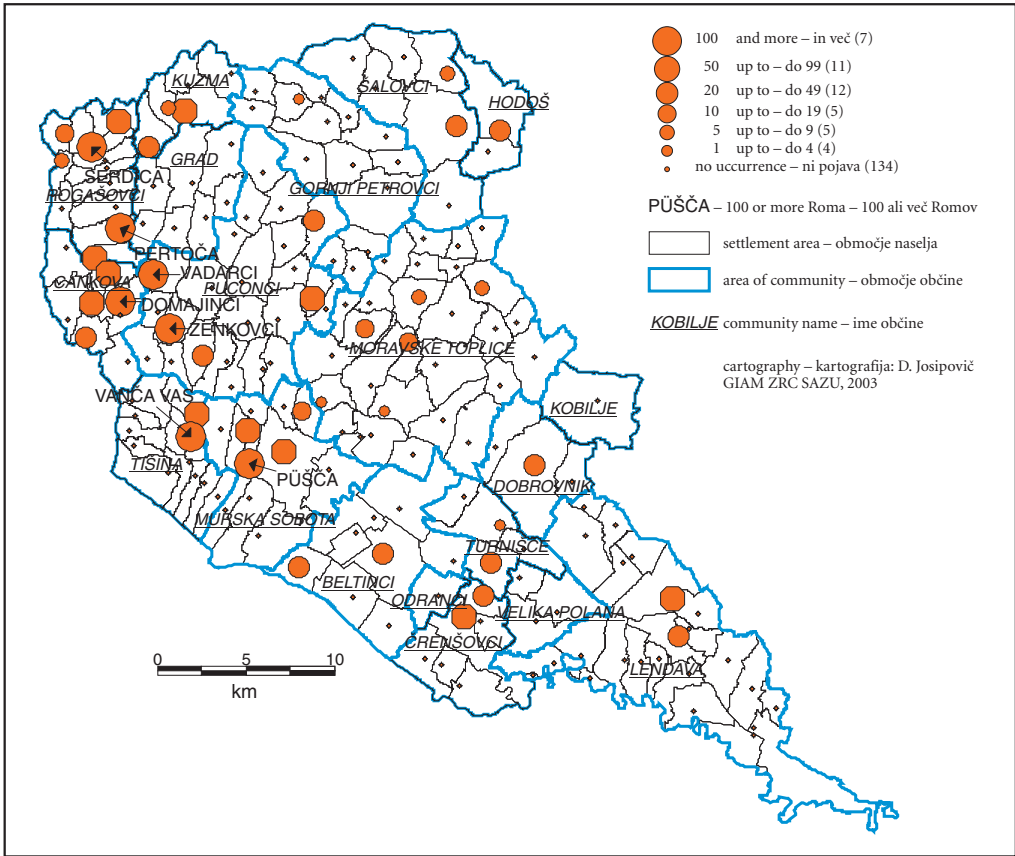 100 and more – in več (7)
50 up to – do 99 (11)
20 up to – do 49 (12)
10 up to – do 19 (5)
5 up to – do 9 (5)
1 up to – do 4 (4)
no uccurrence – ni pojava (134)
PÜŠČA – 100 or more Roma – 100 ali več Romov
settlement area – območje naselja
area of community – območje občine
KOBILJE community name – ime občine
cartography – kartografija: D. Josipovič
GIAM ZRC SAZU, 2003
KUZMA
ŠALOVCI
HODOŠ
GRAD
SERDICA
ROGAŠOVCI
GORNJI PETROVCI
PERTOČA
VADARCI
CANKOVA
PUCONCI
DOMAJINCI
ŽENKOVCI
MORAVSKE TOPLICE
VANČA VAS
KOBILJE
TIŠINA
PÜŠČA
DOBROVNIK
MURSKA SOBOTA
TURNIŠČE
BELTINCI
ODRANCI
VELIKA POLANA
ČRENŠOVCI
LENDAVA
0 5 10
km